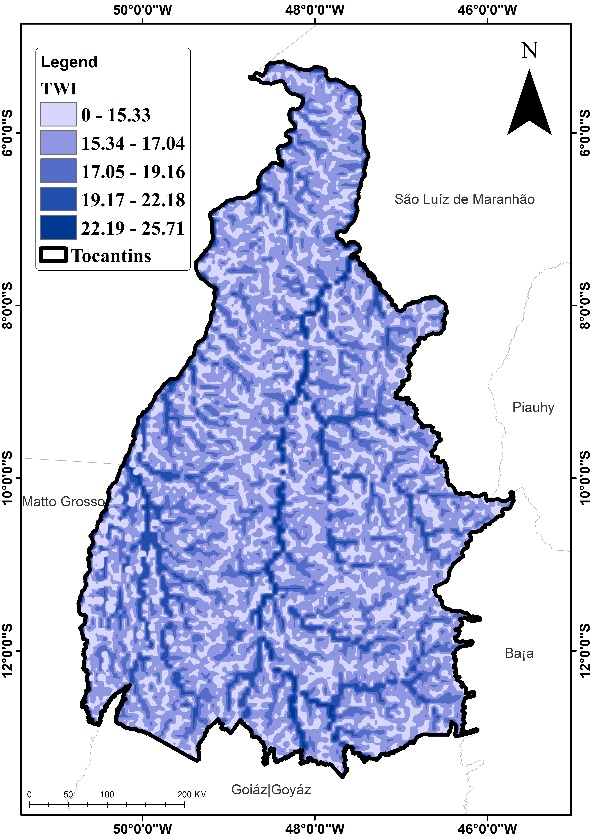 50°0'0"W 48°0'0"W 46°0'0"W
N
Legend
TWI
0 - 15.33
15.34 - 17.04
17.05 - 19.16
19.17 - 22.18
22.19 - 25.71
Tocantins
6°0'0"S
6°0'0"S
São Luíz de Maranhão
8°0'0"S
8°0'0"S
Piauhy
10°0'0"S
10°0'0"S
Matto Grosso
12°0'0"S
12°0'0"S
Ba¡a
Goiáz|Goyáz
0 50 100 200 KV
50°0'0"W 48°0'0"W 46°0'0"W